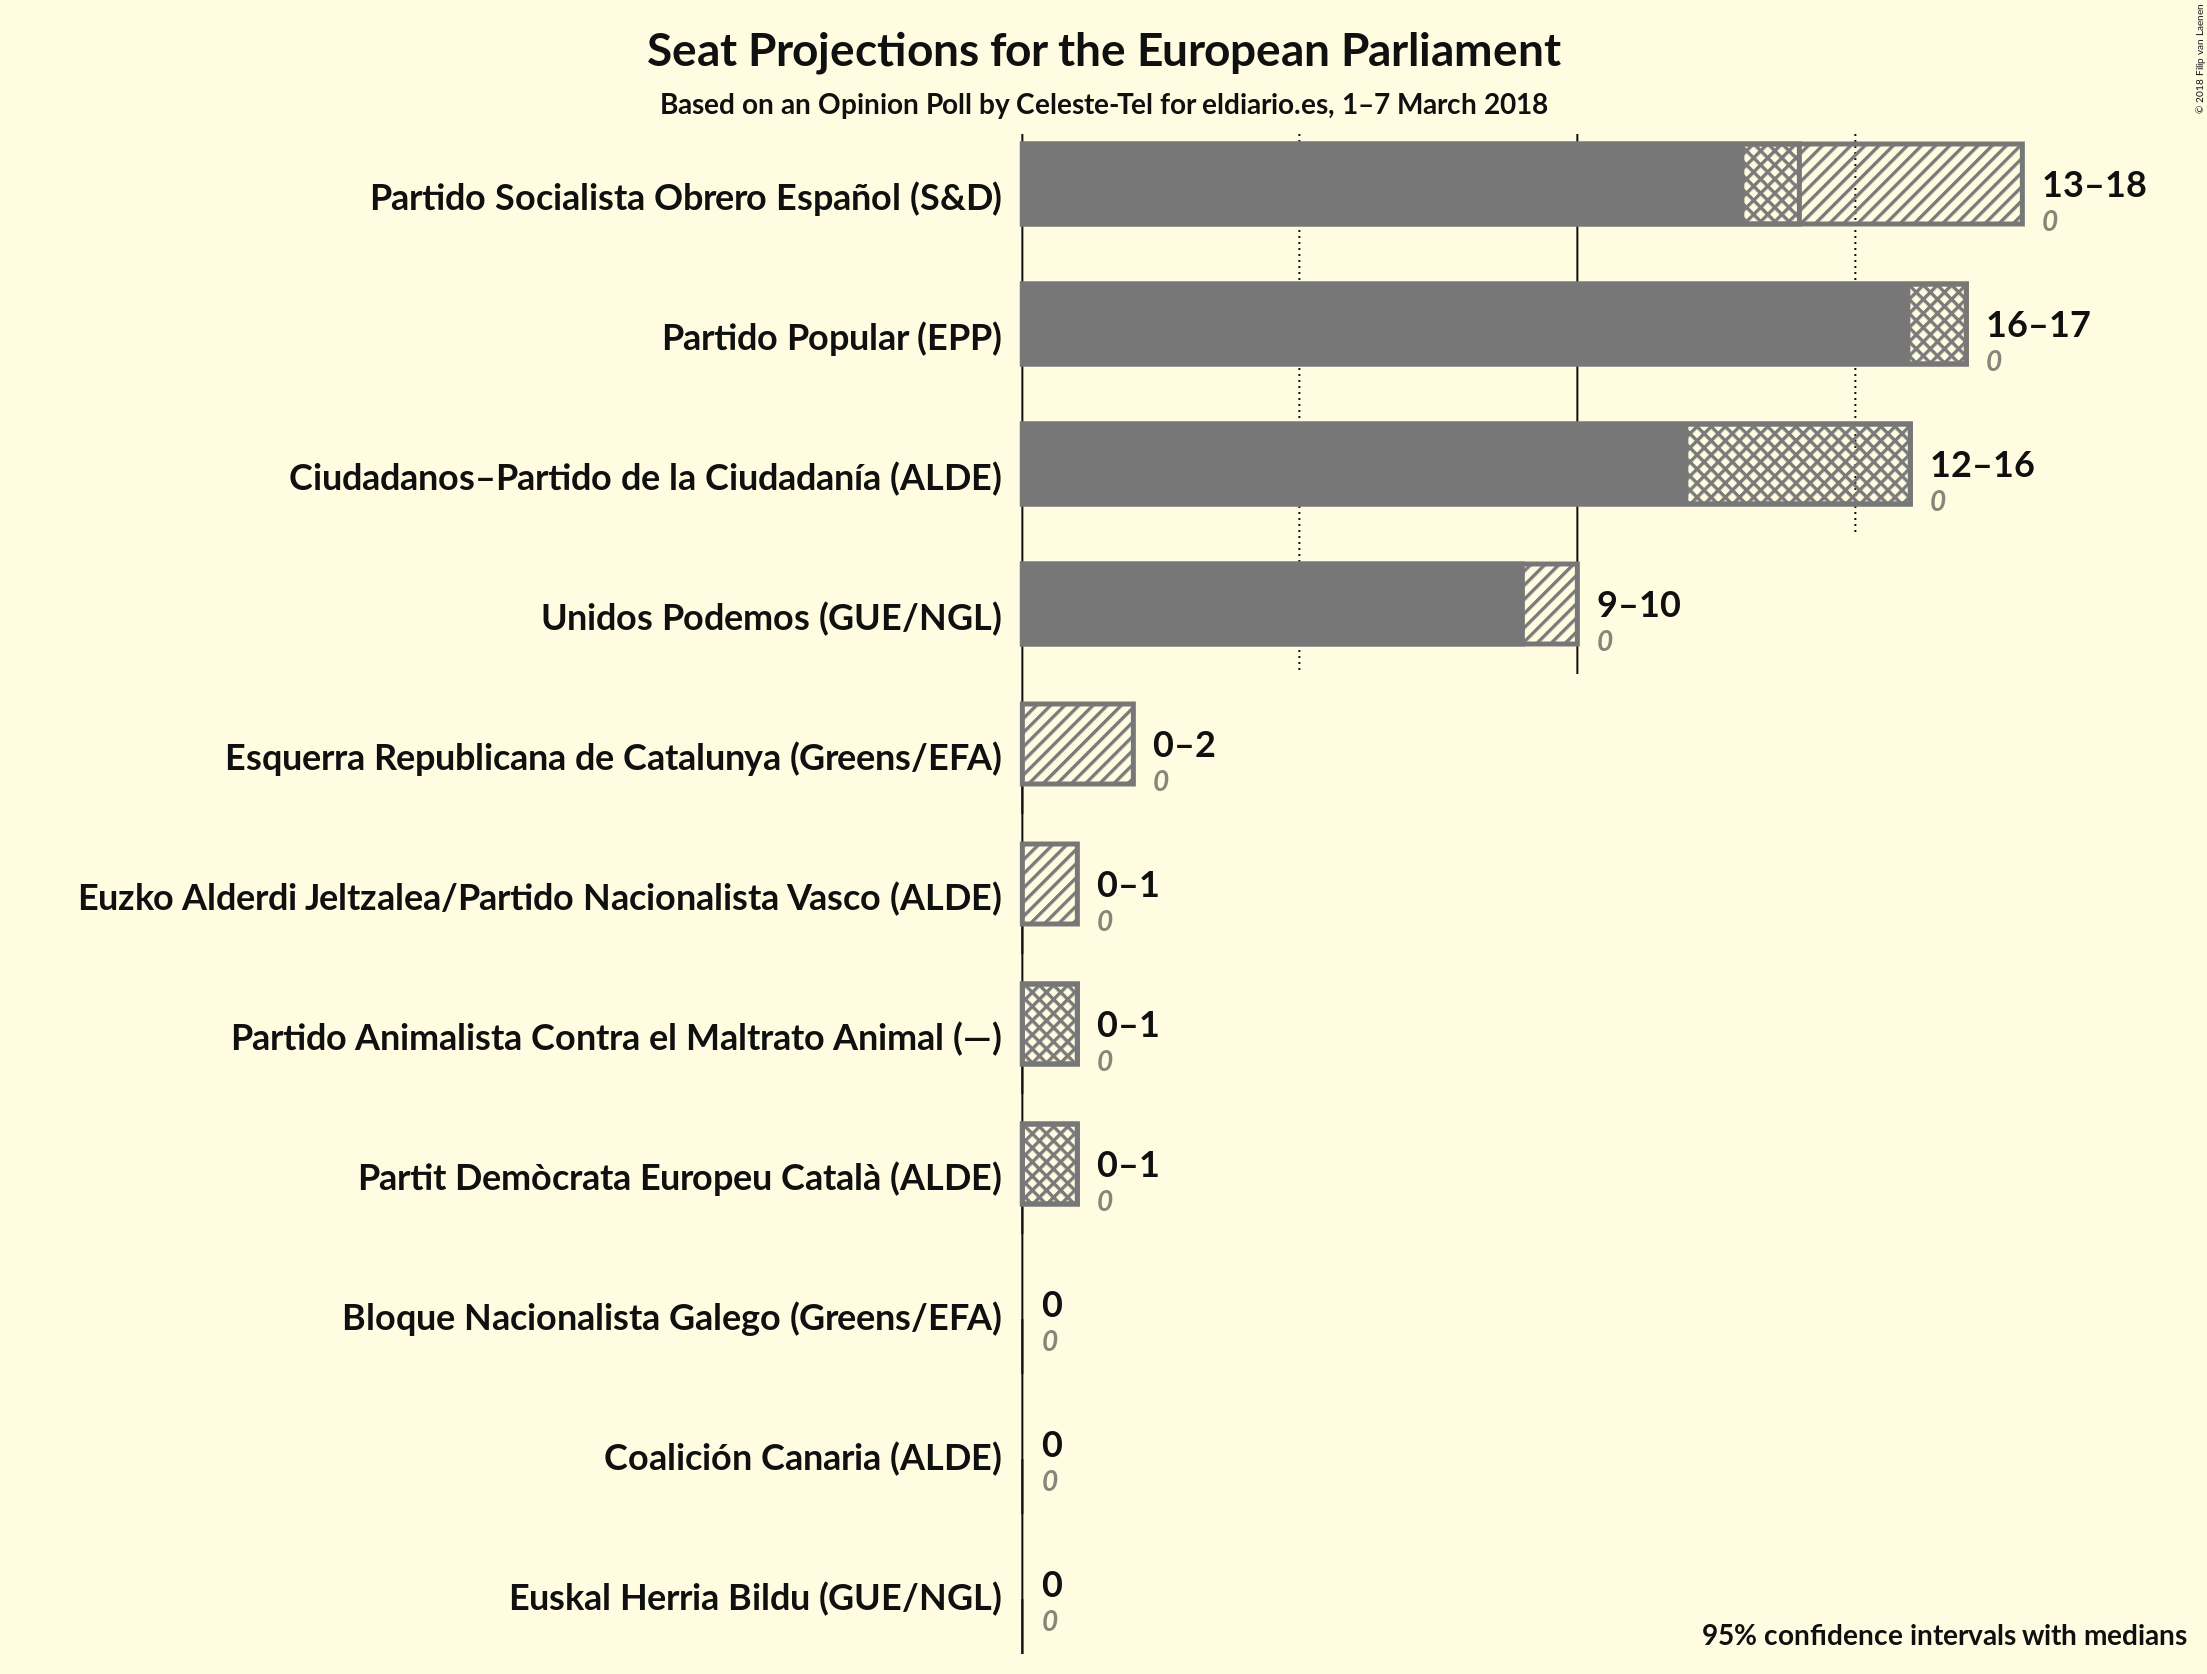 Seat Projections for the European Parliament
Based on an Opinion Poll by Celeste-Tel for eldiario.es, 1–7 March 2018
© 2018 Filip van Laenen
Partido Socialista Obrero Español (S&D)
13–18
0
Partido Popular (EPP)
16–17
0
Ciudadanos–Partido de la Ciudadanía (ALDE)
12–16
0
Unidos Podemos (GUE/NGL)
9–10
0
Esquerra Republicana de Catalunya (Greens/EFA)
0–2
0
Euzko Alderdi Jeltzalea/Partido Nacionalista Vasco (ALDE)
0–1
0
Partido Animalista Contra el Maltrato Animal (—)
0–1
0
Partit Demòcrata Europeu Català (ALDE)
0–1
0
Bloque Nacionalista Galego (Greens/EFA)
0
0
Coalición Canaria (ALDE)
0
0
Euskal Herria Bildu (GUE/NGL)
0
0
95% confidence intervals with medians